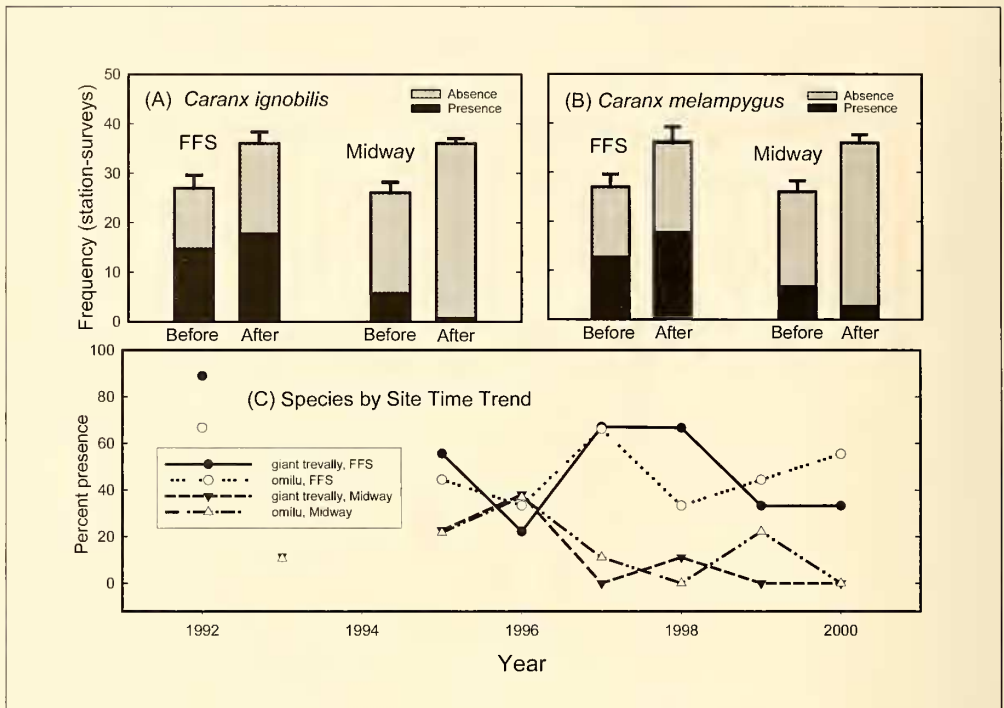 50
40
30
20
10
0
Frequency (station-surveys)
(A) Caranx ignobilis
Absence
Presence
FFS
Midway
Before After Before After
(B) Caranx melampygus
Absence
Presence
FFS
Midway
Before After Before After
100
80
60
40
20
0
Percent presence
(C) Species by Site Time Trend
giant trevally, FFS
omilu, FFS
giant trevally, Midway
omilu, Midway
1992 1994 1996 1998 2000
Year